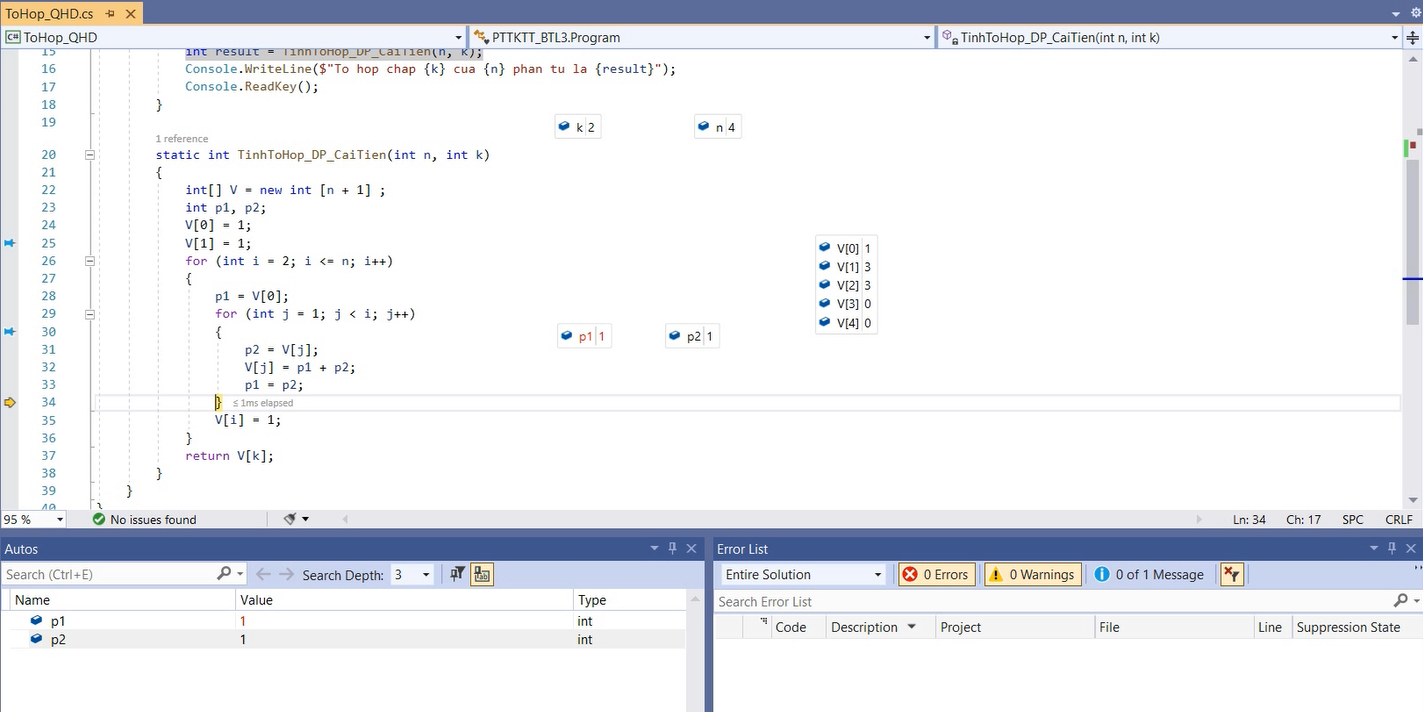 ToHop_QHD.cs
C# ToHop_QHD PTTKTT_BTL3.Program TinhToHop_DP_CaiTien(int n, int k)
15 int result = TinhToHop_DP_CaiTien(n, k);
16 Console.WriteLine($"To hop chap {k} cua {n} phan tu la {result}");
17 Console.ReadKey();
18 }
19
k 2 n 4
1 reference
20 static int TinhToHop_DP_CaiTien(int n, int k)
21 {
22 int[] V = new int [n + 1] ;
23 int p1, p2;
24 V[0] = 1;
25 V[1] = 1;
26 for (int i = 2; i <= n; i++)
27 {
28 p1 = V[0];
29 for (int j = 1; j < i; j++)
30 {
31 p2 = V[j];
32 V[j] = p1 + p2;
33 p1 = p2;
34 } ≤ 1ms elapsed
35 V[i] = 1;
36 }
37 return V[k];
38 }
39 }
40 }
V[0] 1
V[1] 3
V[2] 3
V[3] 0
V[4] 0
p1 1 p2 1
95 % No issues found Ln: 34 Ch: 17 SPC CRLF
Autos
Search (Ctrl+E) Search Depth: 3
Name Value Type
p1 1 int
p2 1 int
Error List
Entire Solution 0 Errors 0 Warnings 0 of 1 Message
Search Error List
Code Description Project File Line Suppression State